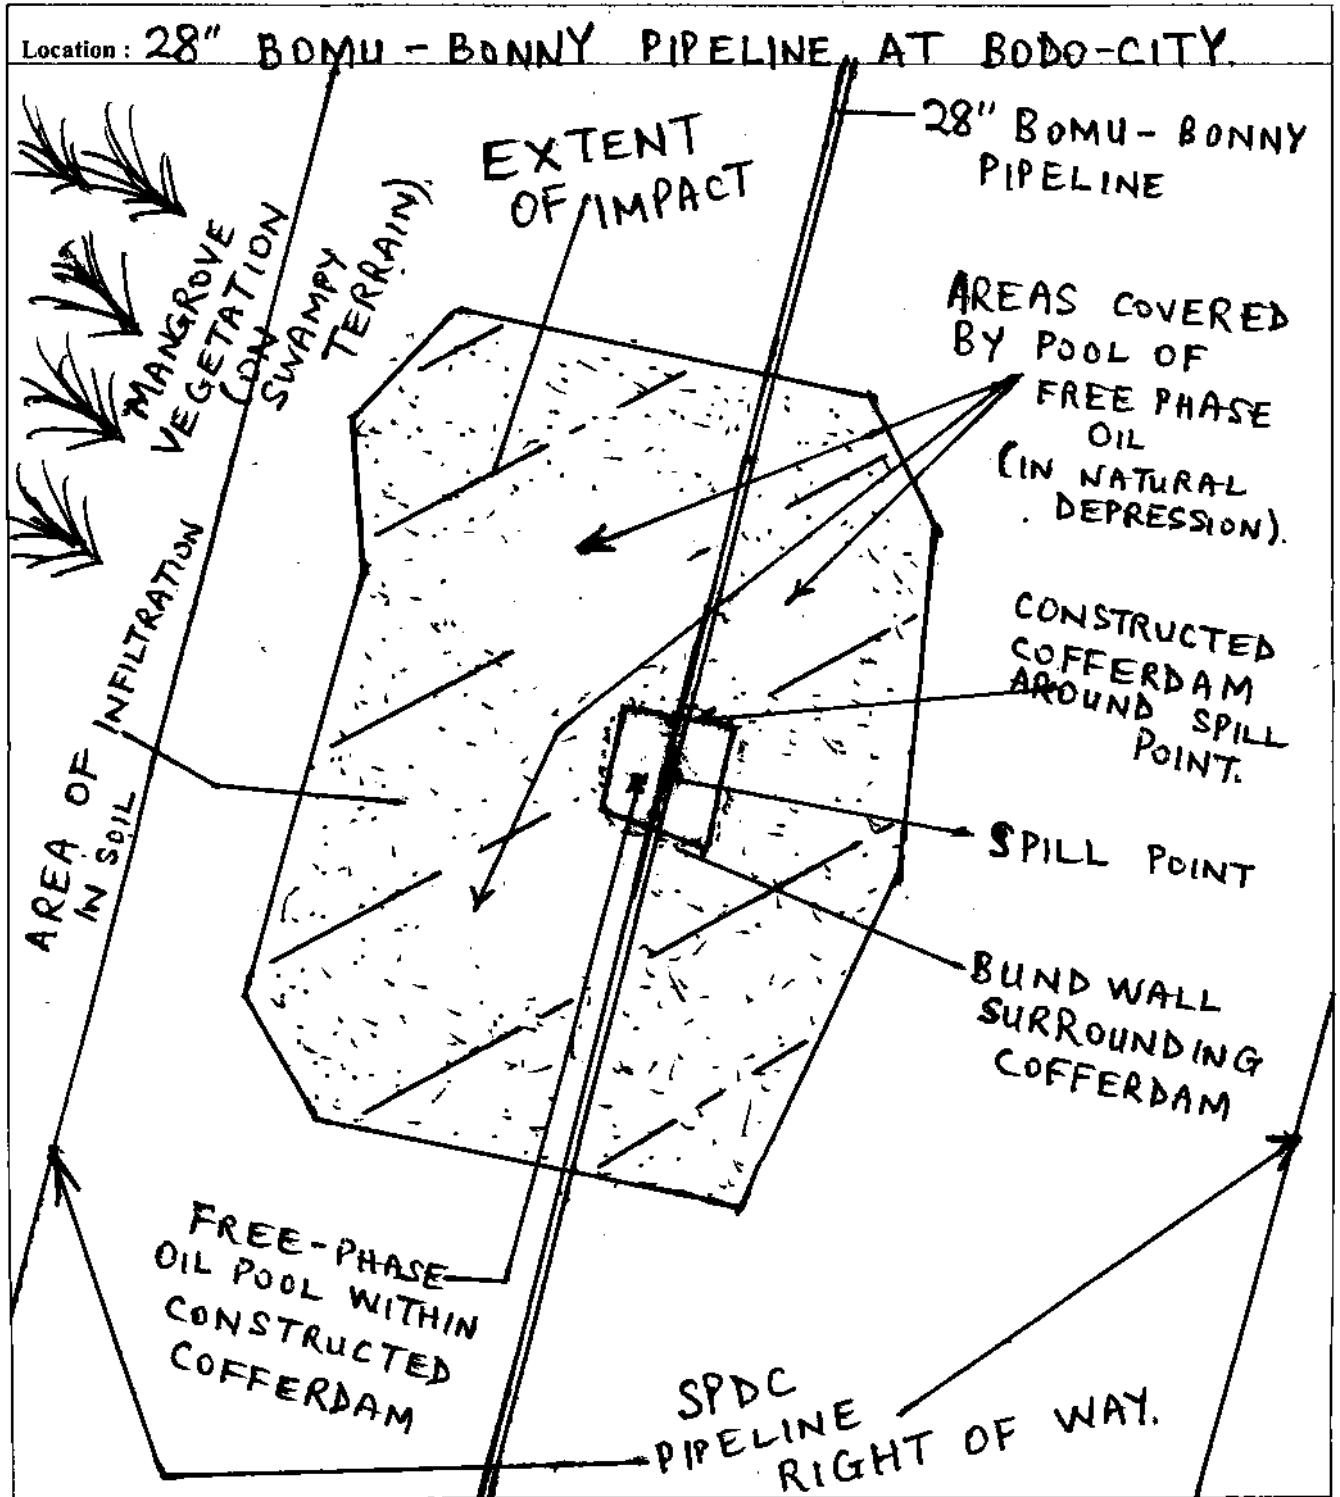 Location : 28" BOMU - BONNY PIPELINE AT BODO-CITY.
EXTENT
OF IMPACT
28" BOMU - BONNY
PIPELINE
MANGROVE
VEGETATION
(ON
SWAMPY
TERRAIN)
AREAS COVERED
BY POOL OF
FREE PHASE
OIL
(IN NATURAL
DEPRESSION).
CONSTRUCTED
COFFERDAM
AROUND SPILL
POINT.
AREA OF INFILTRATION
IN SOIL
SPILL POINT
BUND WALL
SURROUNDING
COFFERDAM
FREE-PHASE
OIL POOL WITHIN
CONSTRUCTED
COFFERDAM
SPDC
PIPELINE
RIGHT OF WAY.